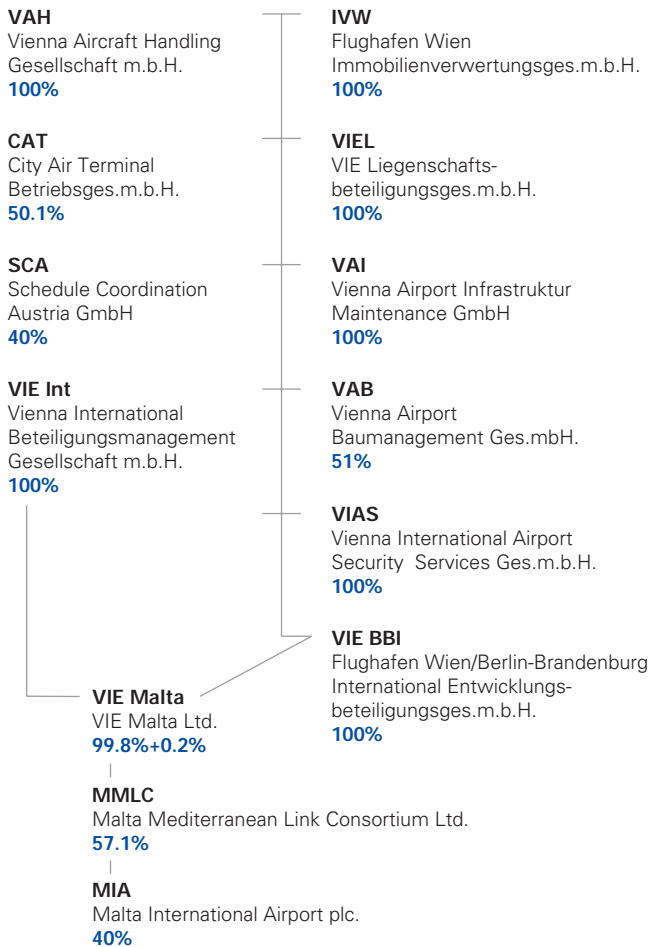 VAH
Vienna Aircraft Handling
Gesellschaft m.b.H.
100%
CAT
City Air Terminal
Betriebsges.m.b.H.
50.1%
SCA
Schedule Coordination
Austria GmbH
40%
VIE Int
Vienna International
Beteiligungsmanagement
Gesellschaft m.b.H.
100%
IVW
Flughafen Wien
Immobilienverwertungsges.m.b.H.
100%
VIEL
VIE Liegenschafts-
beteiligungsges.m.b.H.
100%
VAI
Vienna Airport Infrastruktur
Maintenance GmbH
100%
VAB
Vienna Airport
Baumanagement Ges.mbH.
51%
VIAS
Vienna International Airport
Security Services Ges.m.b.H.
100%
VIE BBI
Flughafen Wien/Berlin-Brandenburg
International Entwicklungs-
beteiligungsges.m.b.H.
100%
VIE Malta
VIE Malta Ltd.
99.8%+0.2%
MMLC
Malta Mediterranean Link Consortium Ltd.
57.1%
MIA
Malta International Airport plc.
40%